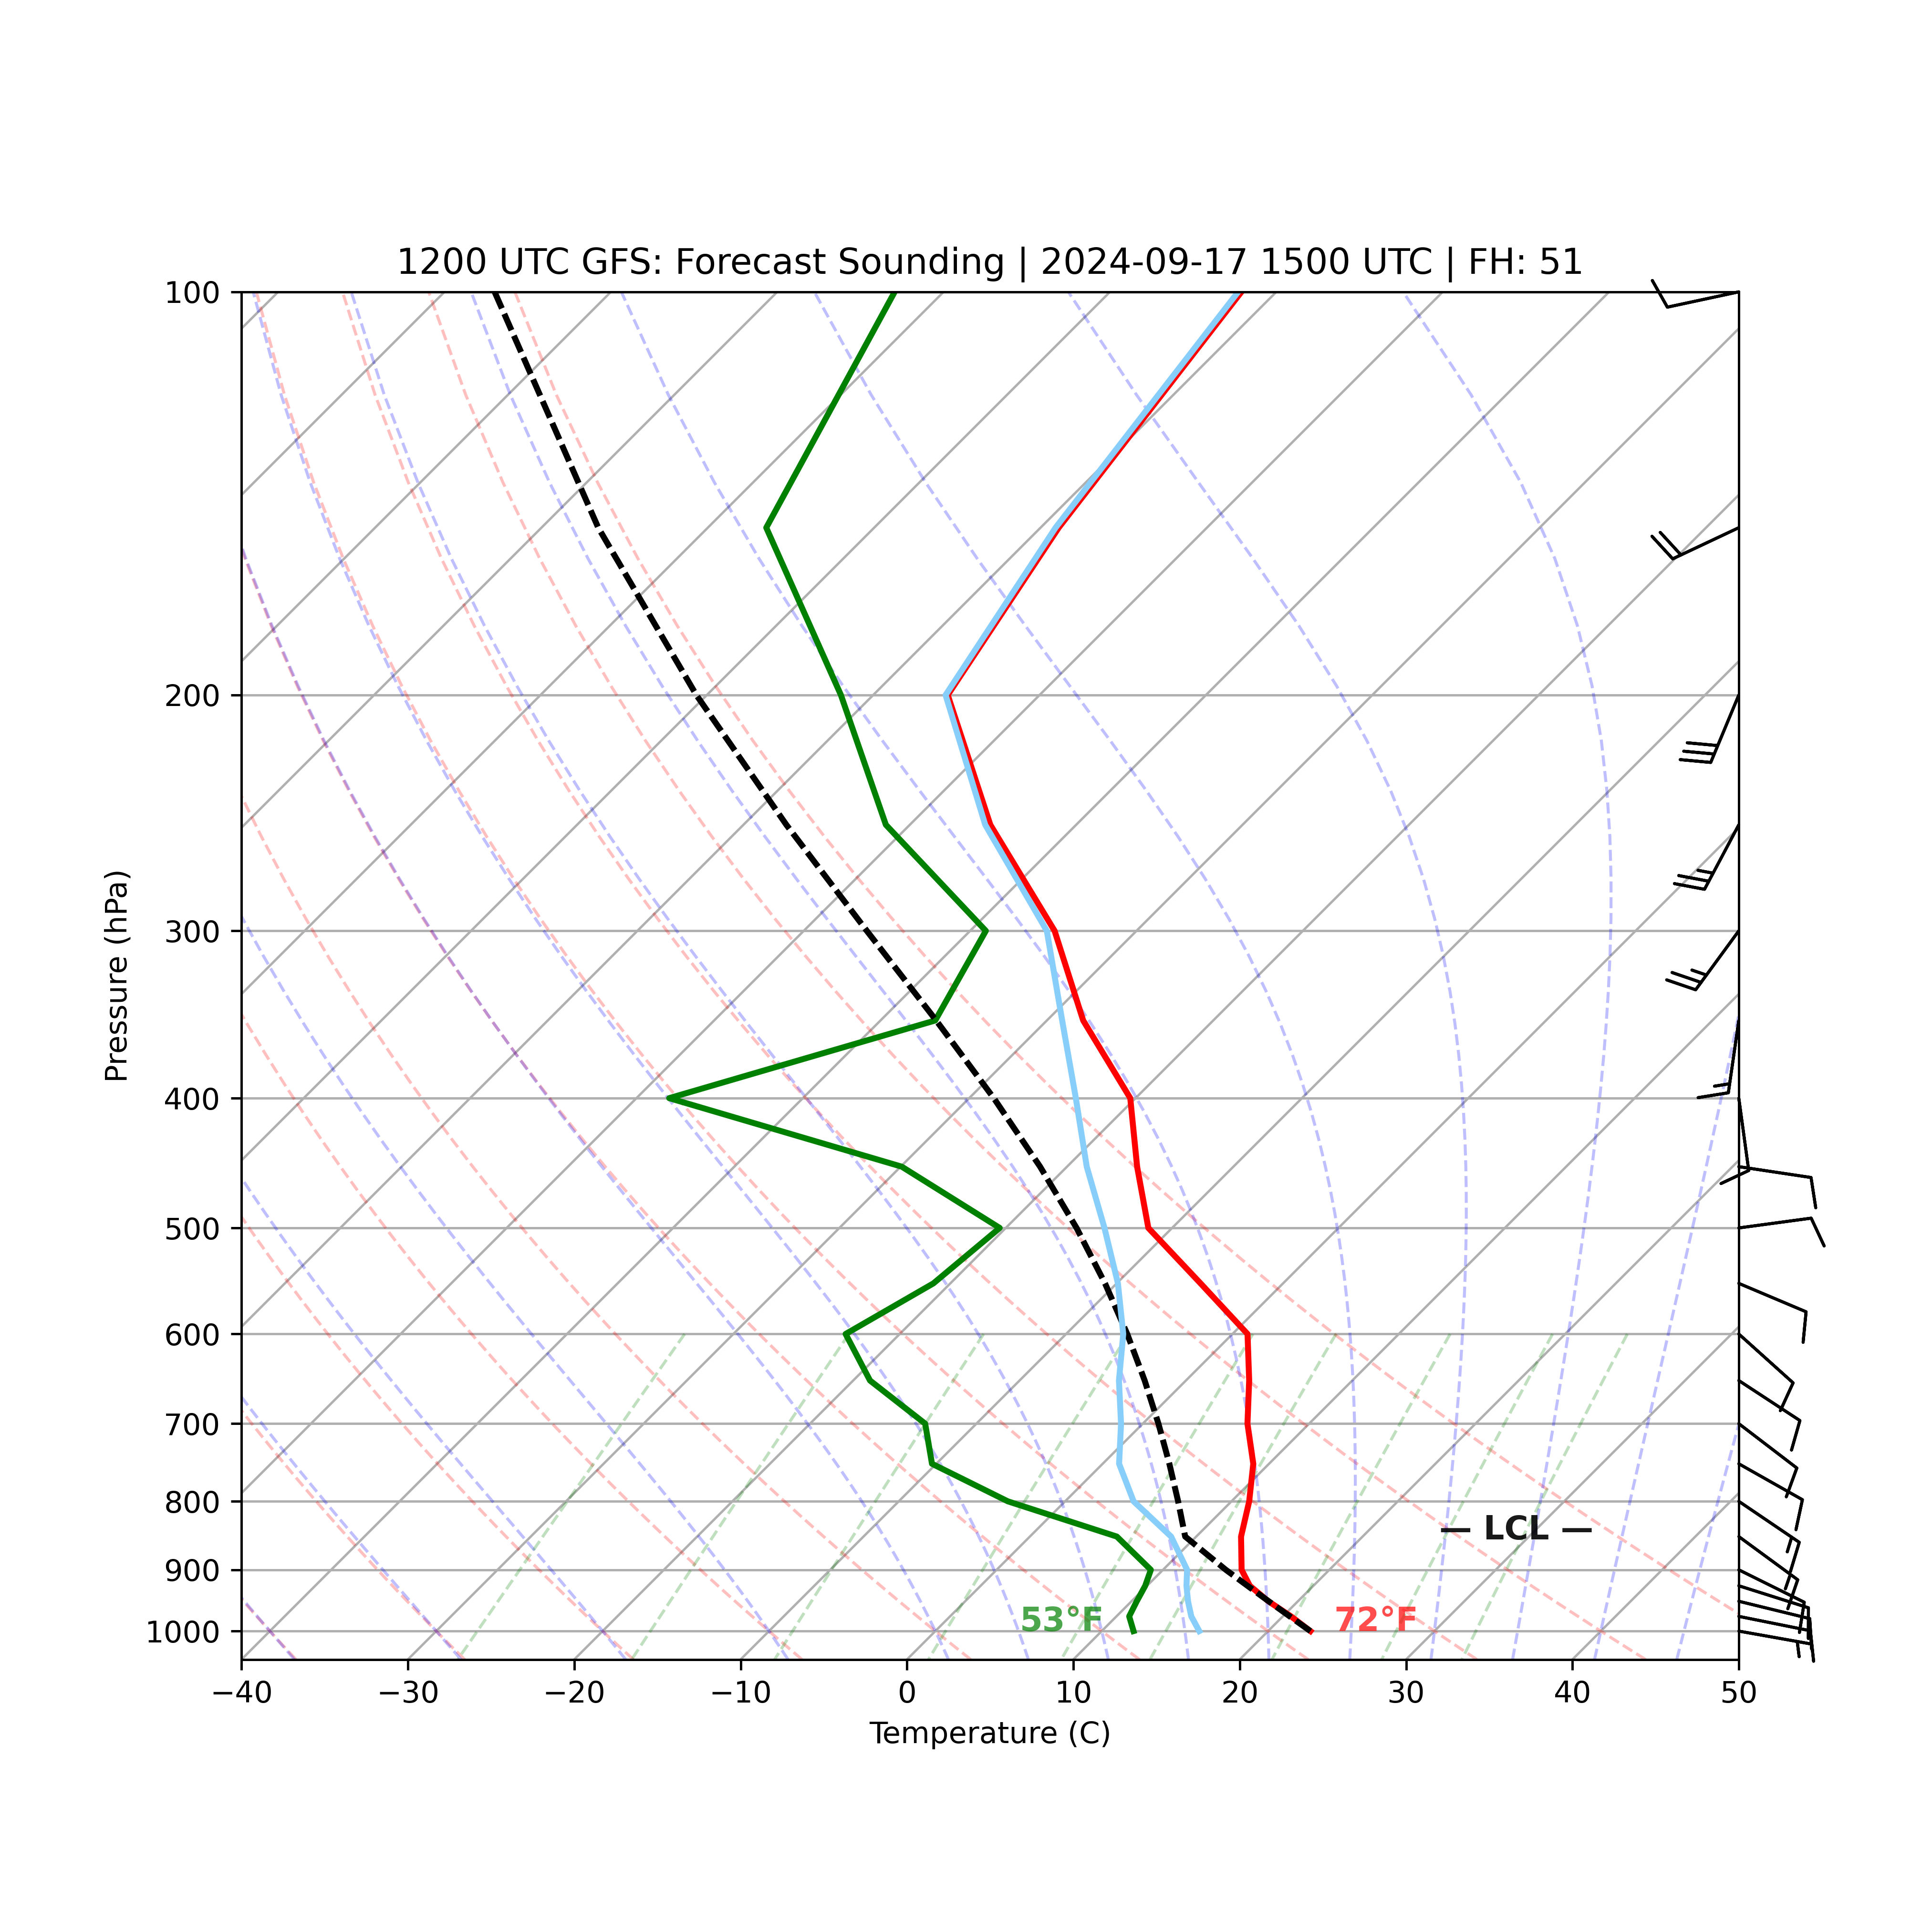 1200 UTC GFS: Forecast Sounding | 2024-09-17 1500 UTC | FH: 51
100
200
300
400
500
600
700
800
900
1000
Pressure (hPa)
— LCL —
53°F
72°F
−40 −30 −20 −10 0 10 20 30 40 50
Temperature (C)